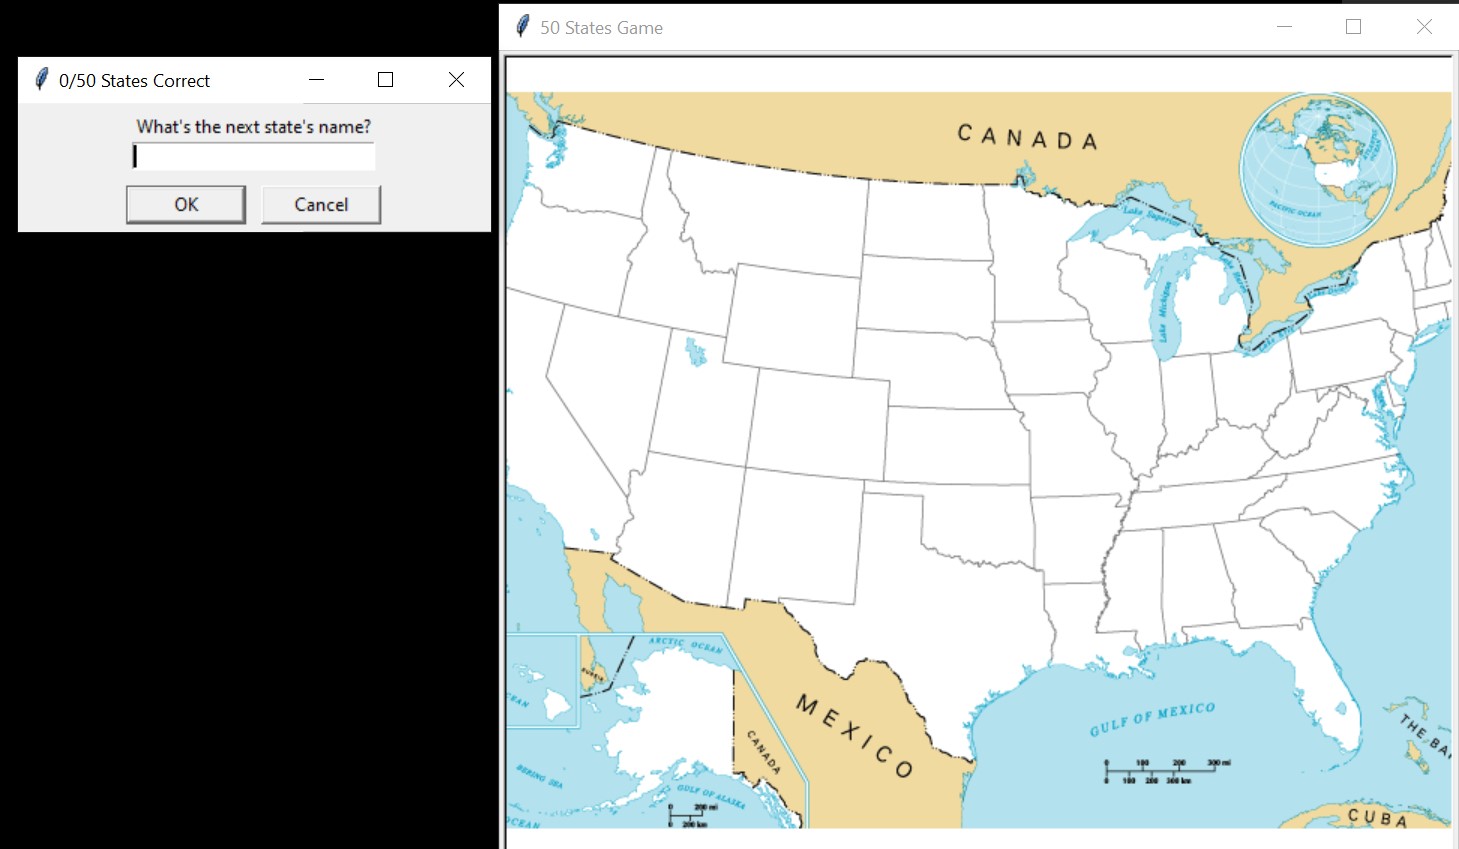 0/50 States Correct
What's the next state's name?
OK
Cancel
50 States Game
CANADA
PACIFIC OCEAN
Lake Superior
Lake Michigan
ARCTIC OCEAN
RUSSIA
CEAN
MEXICO
CANADA
GULF OF MEXICO
0 100 200 300 mi
0 100 200 300 km
THE BA
BERING SEA
GULF OF ALASKA
0 200 mi
0 200 km
OCEAN
CUBA